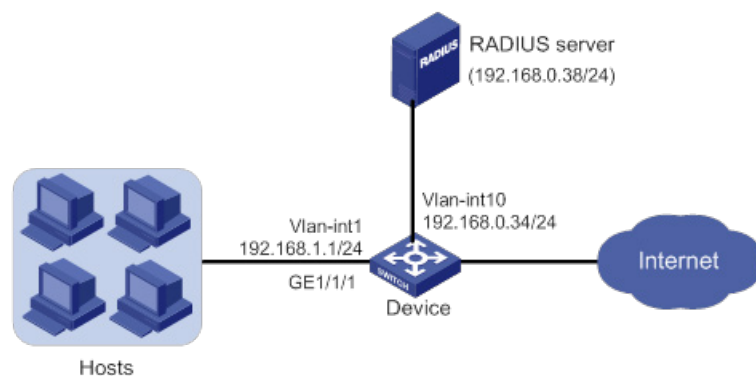 RADIUS server
(192.168.0.38/24)
RADIUS
Vlan-int10
192.168.0.34/24
Vlan-int1
192.168.1.1/24
GE1/1/1
SWITCH
Device
Internet
Hosts